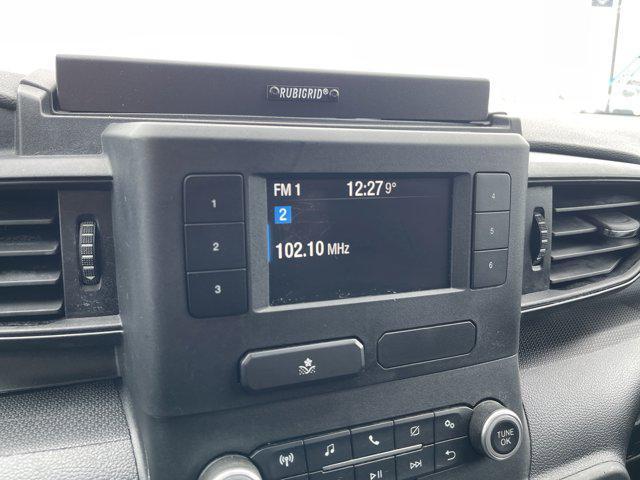 RUBIGRID®
FM 1 12:27 9°
2
102.10 MHz
1
2
3
4
5
6
TUNE
OK